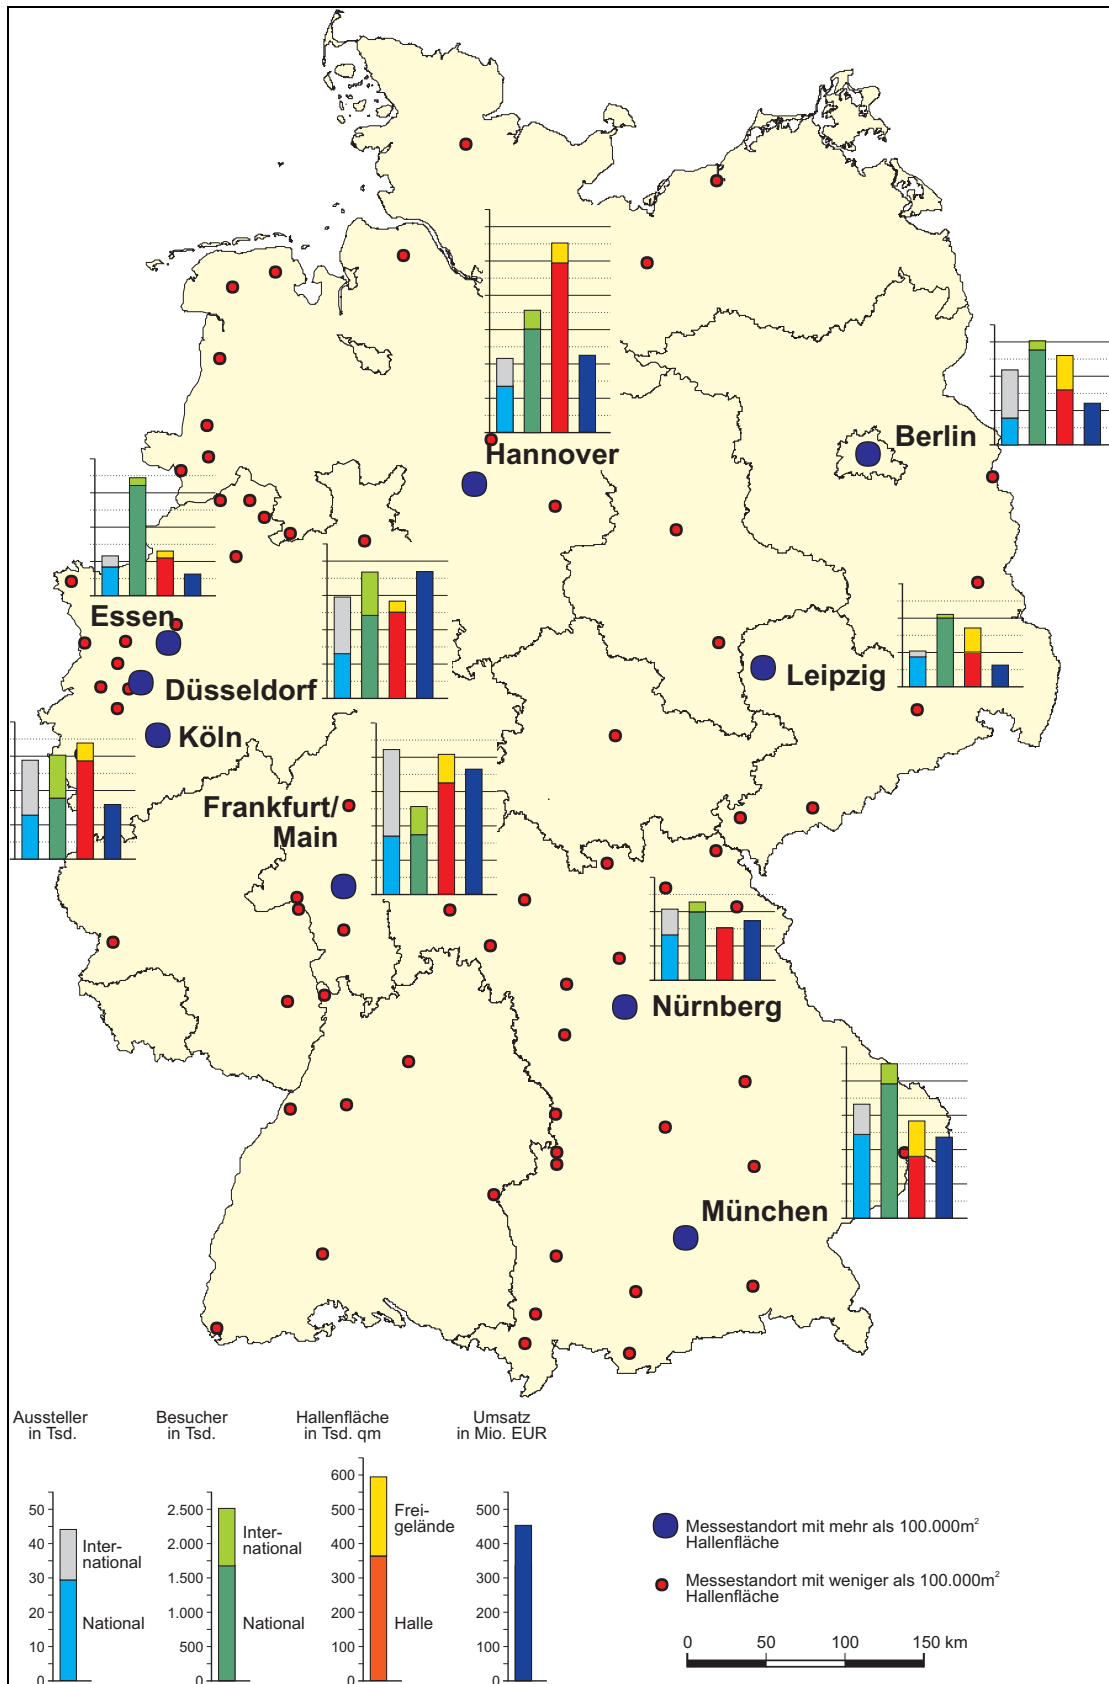 Hannover
Berlin
Essen
Düsseldorf
Leipzig
Köln
Frankfurt/
Main
Nürnberg
München
Aussteller
in Tsd.
Besucher
in Tsd.
Hallenfläche
in Tsd. qm
Umsatz
in Mio. EUR
50
40
30
20
10
0
Inter-
national
National
2.500
2.000
1.500
1.000
500
0
Inter-
national
National
600
500
400
300
200
100
0
Frei-
gelände
Halle
500
400
300
200
100
0
Messestandort mit mehr als 100.000m²
Hallenfläche
Messestandort mit weniger als 100.000m²
Hallenfläche
0 50 100 150 km